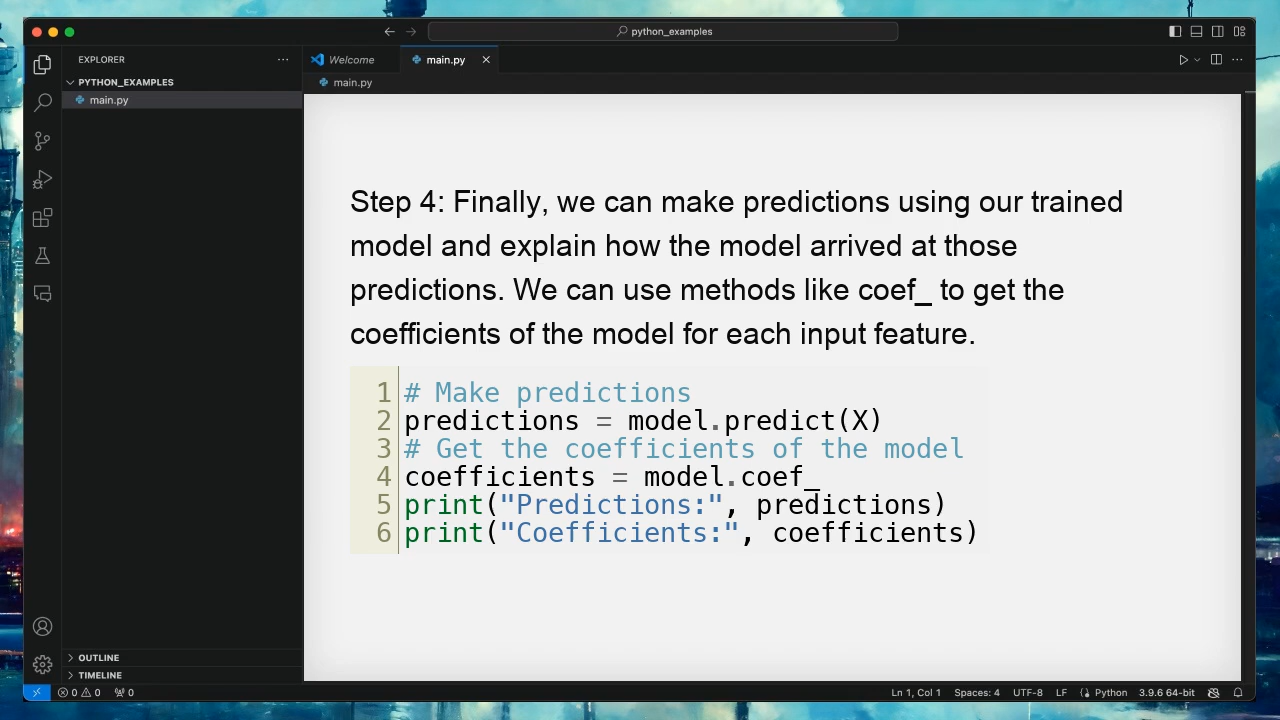 python_examples
EXPLORER
Welcome
main.py
PYTHON_EXAMPLES
main.py
main.py
Step 4: Finally, we can make predictions using our trained
model and explain how the model arrived at those
predictions. We can use methods like coef_ to get the
coefficients of the model for each input feature.
1 # Make predictions
2 predictions = model.predict(X)
3 # Get the coefficients of the model
4 coefficients = model.coef_
5 print("Predictions:", predictions)
6 print("Coefficients:", coefficients)
OUTLINE
TIMELINE
0 0 0 Ln 1, Col 1 Spaces: 4 UTF-8 LF Python 3.9.6 64-bit